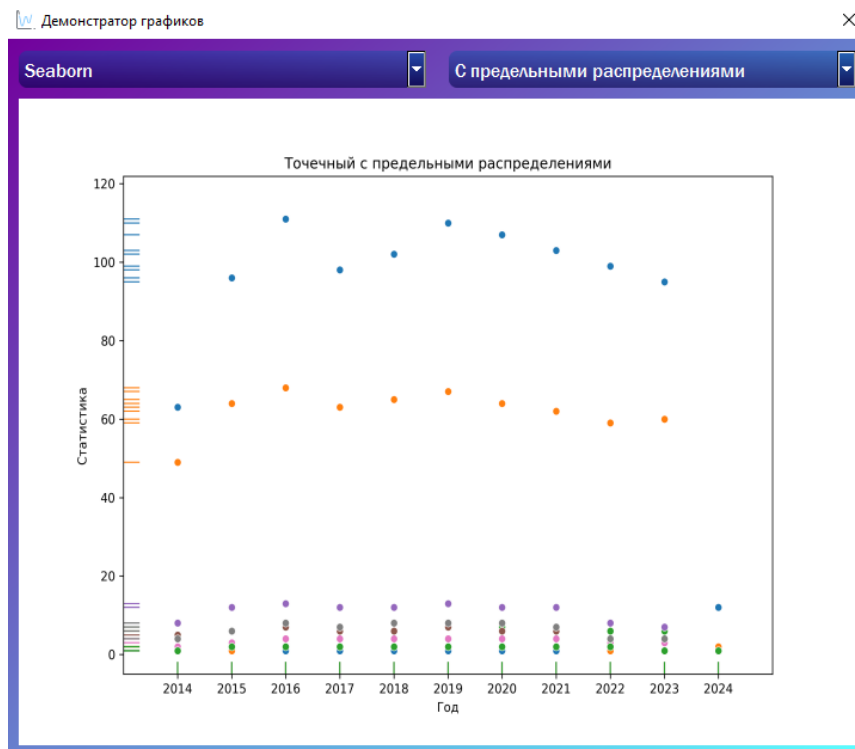 Демонстратор графиков
Seaborn
С предельными распределениями
Точечный с предельными распределениями
120
100
80
60
40
20
0
Статистика
2014 2015 2016 2017 2018 2019 2020 2021 2022 2023 2024
Год